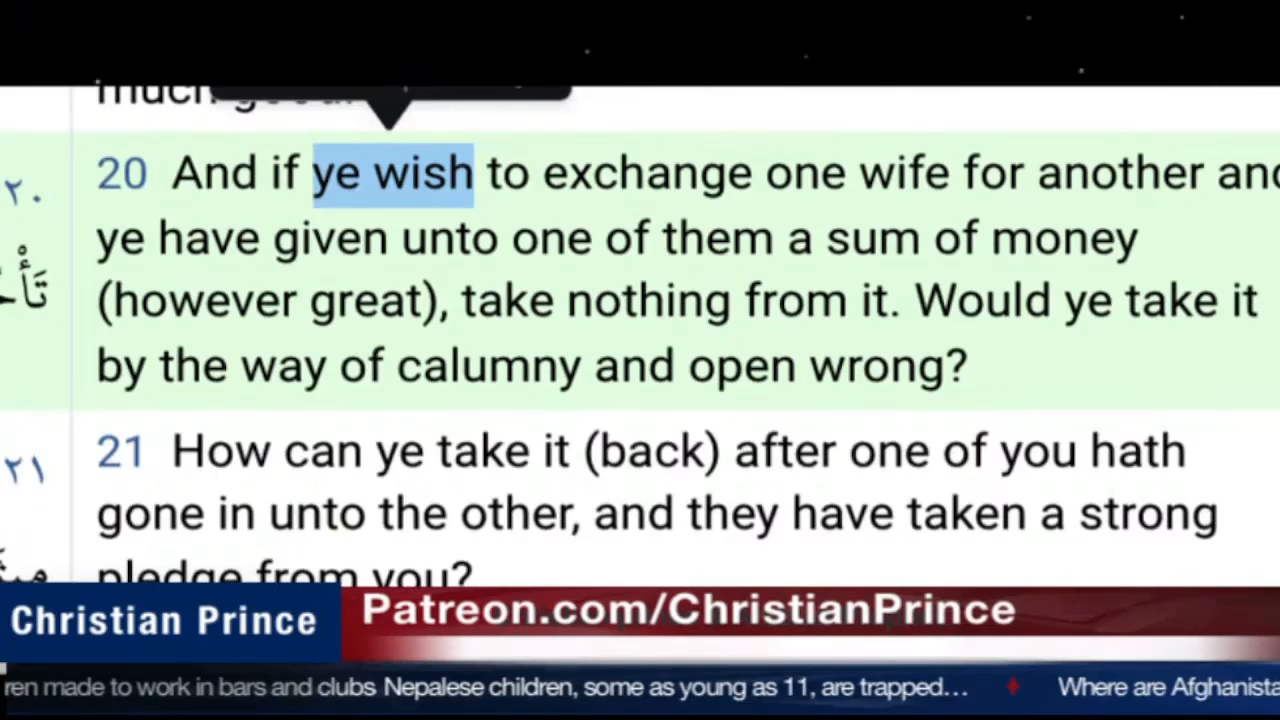 20 And if ye wish to exchange one wife for another and
٢٠
ye have given unto one of them a sum of money
(however great), take nothing from it. Would ye take it
by the way of calumny and open wrong?
21 How can ye take it (back) after one of you hath
٢١
gone in unto the other, and they have taken a strong
pledge from you?
Christian Prince
Patreon.com/ChristianPrince
ren made to work in bars and clubs Nepalese children, some as young as 11, are trapped... Where are Afghanista